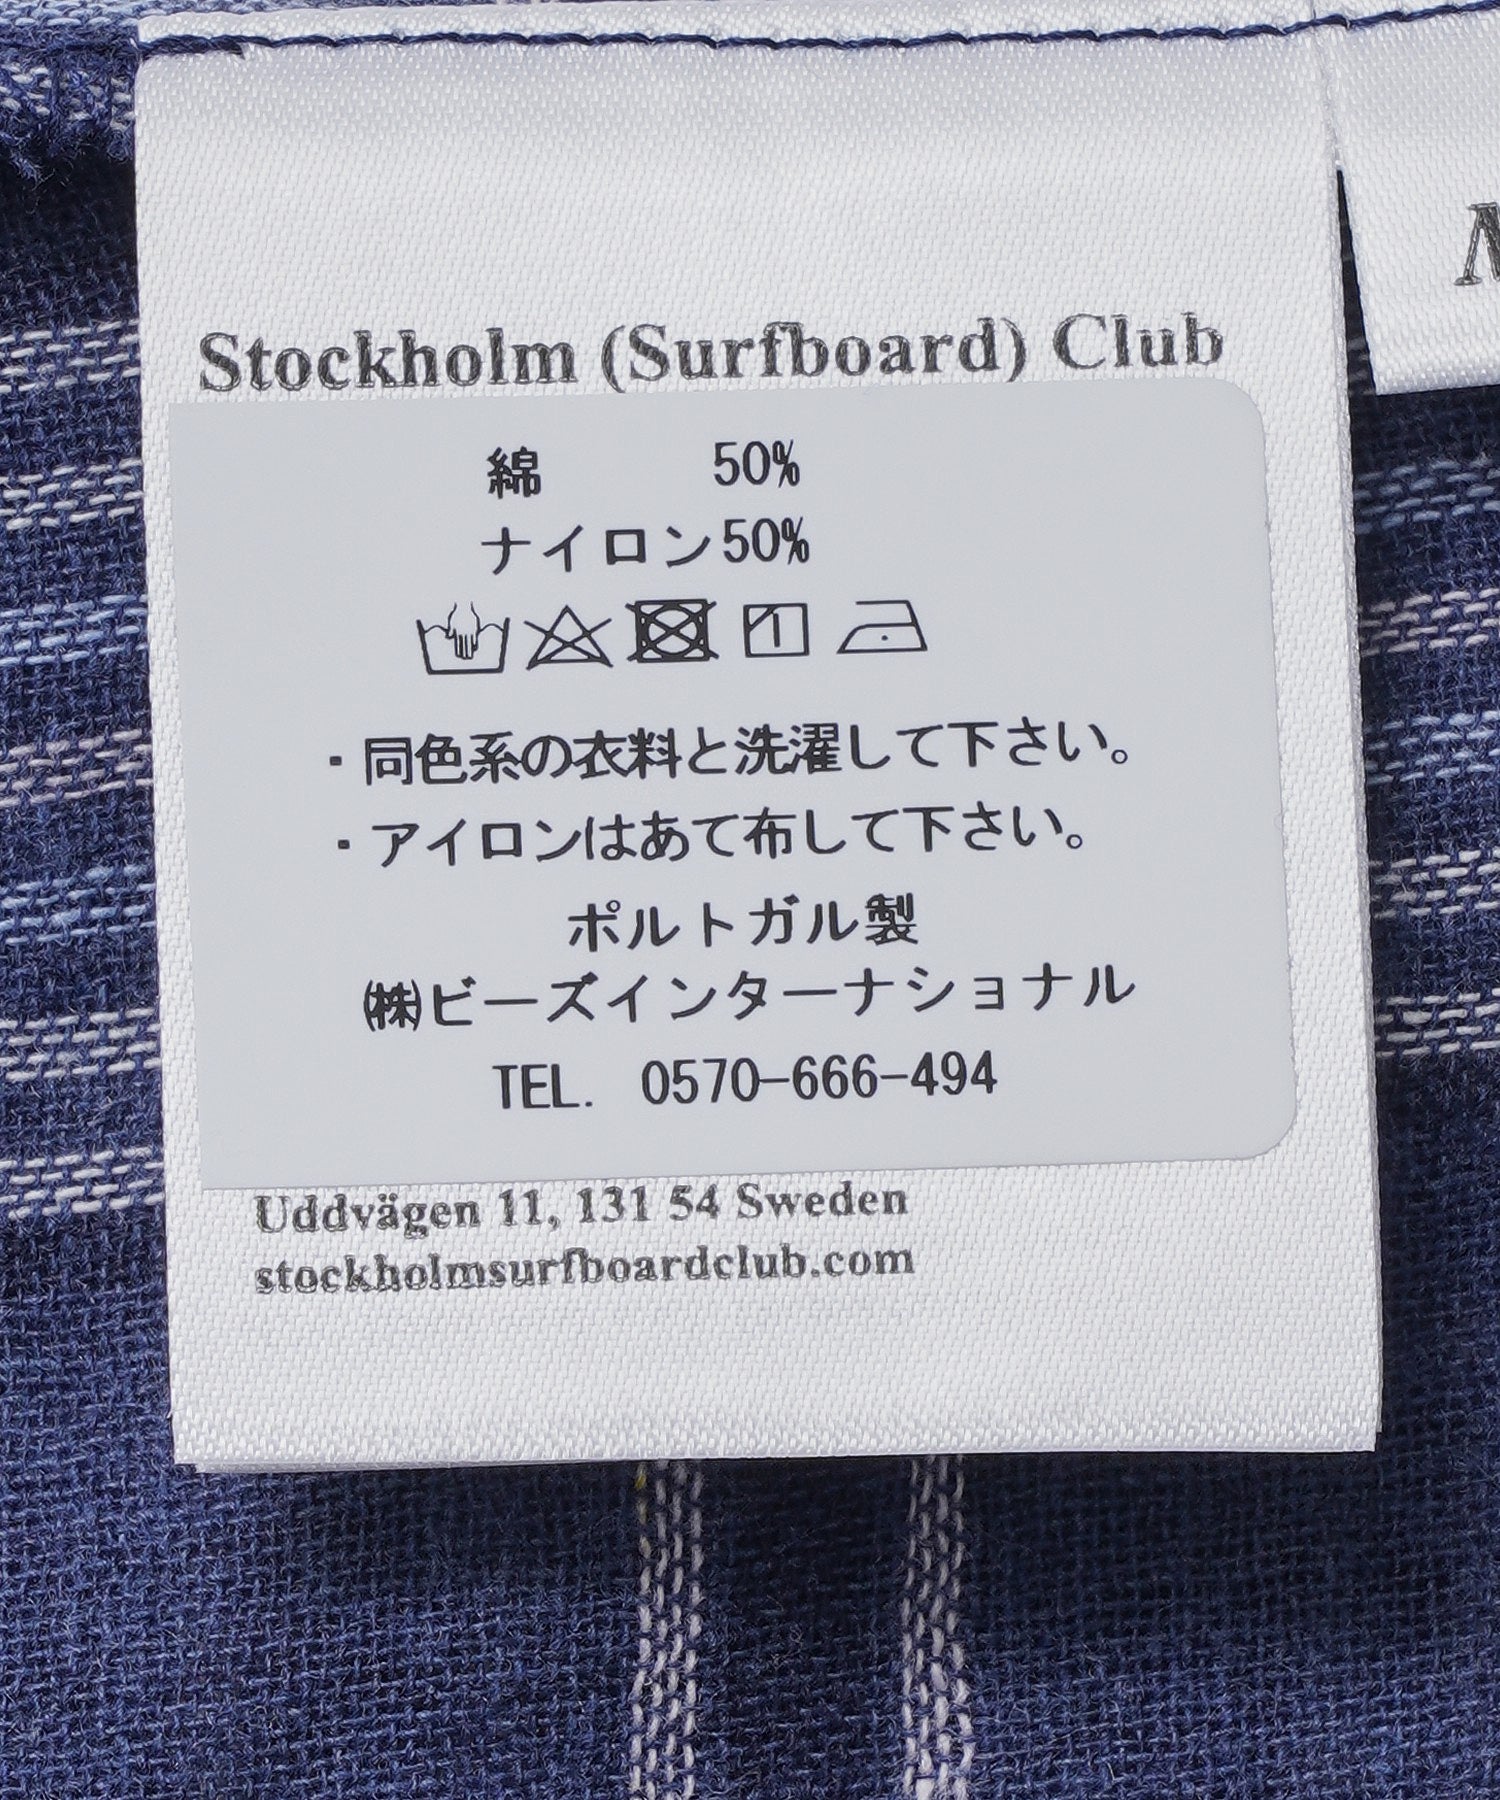 Stockholm (Surfboard) Club
綿 50%
ナイロン50%
・同色系の衣料と洗濯して下さい。
・アイロンはあて布して下さい。
ポルトガル製
㈱ビーズインターナショナル
TEL. 0570-666-494
Uddvägen 11, 131 54 Sweden
stockholmsurfboardclub.com